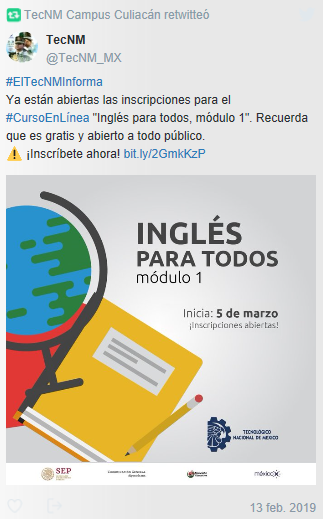 TecNM Campus Culiacán retwitteó
TecNM
@TecNM_MX
#ElTecNMInforma
Ya están abiertas las inscripciones para el
#CursoEnLínea "Inglés para todos, módulo 1". Recuerda
que es gratis y abierto a todo público.
¡Inscríbete ahora! bit.ly/2GmkKzP
INGLÉS
PARA TODOS
módulo 1
Inicia: 5 de marzo
¡Inscripciones abiertas!
TECNOLÓGICO
NACIONAL DE MÉXICO
SEP
méxicoX
13 feb. 2019